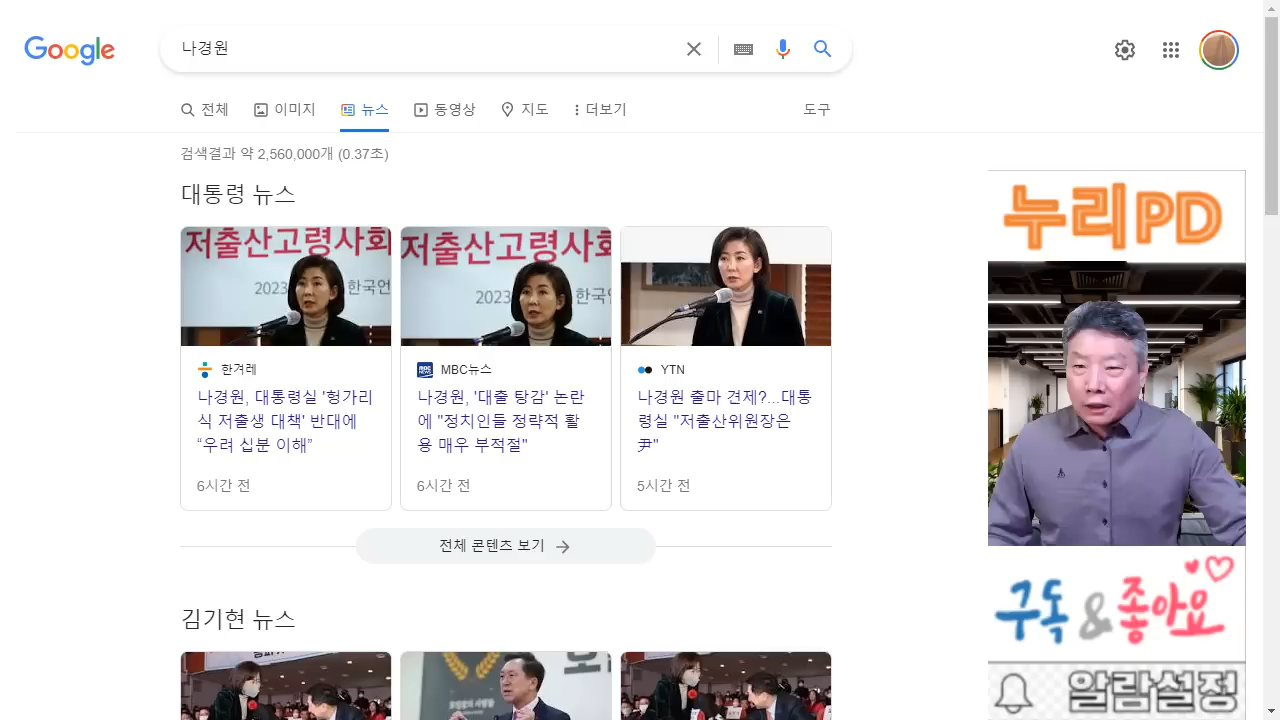 Google
나경원
전체
이미지
뉴스
동영상
지도
더보기
도구
검색결과 약 2,560,000개 (0.37초)
대통령 뉴스
저출산고령사회
2023
한국언
저출산고령사회
2023
한국인
한겨레
나경원, 대통령실 '헝가리
식 저출생 대책' 반대에
“우려 십분 이해”
6시간 전
MBC뉴스
나경원, '대출 탕감' 논란
에 "정치인들 정략적 활
용 매우 부적절"
6시간 전
YTN
나경원 출마 견제?...대통
령실 "저출산위원장은
尹"
5시간 전
전체 콘텐츠 보기
김기현 뉴스
누리PD
구독&좋아요
알람설정